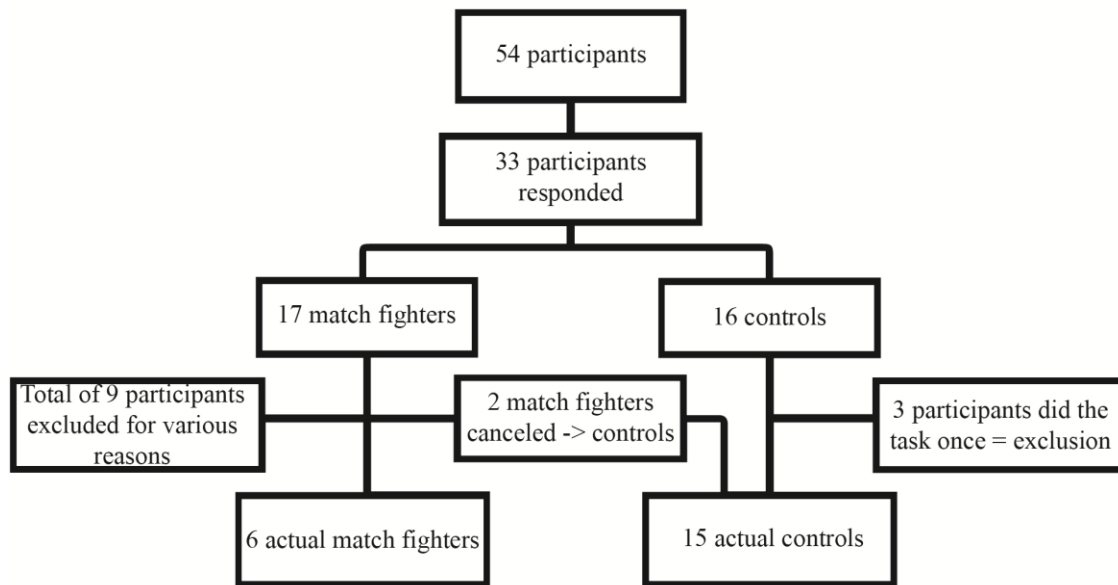 54 participants
33 participants
responded
17 match fighters
16 controls
Total of 9 participants
excluded for various
reasons
2 match fighters
canceled -> controls
3 participants did the
task once = exclusion
6 actual match fighters
15 actual controls